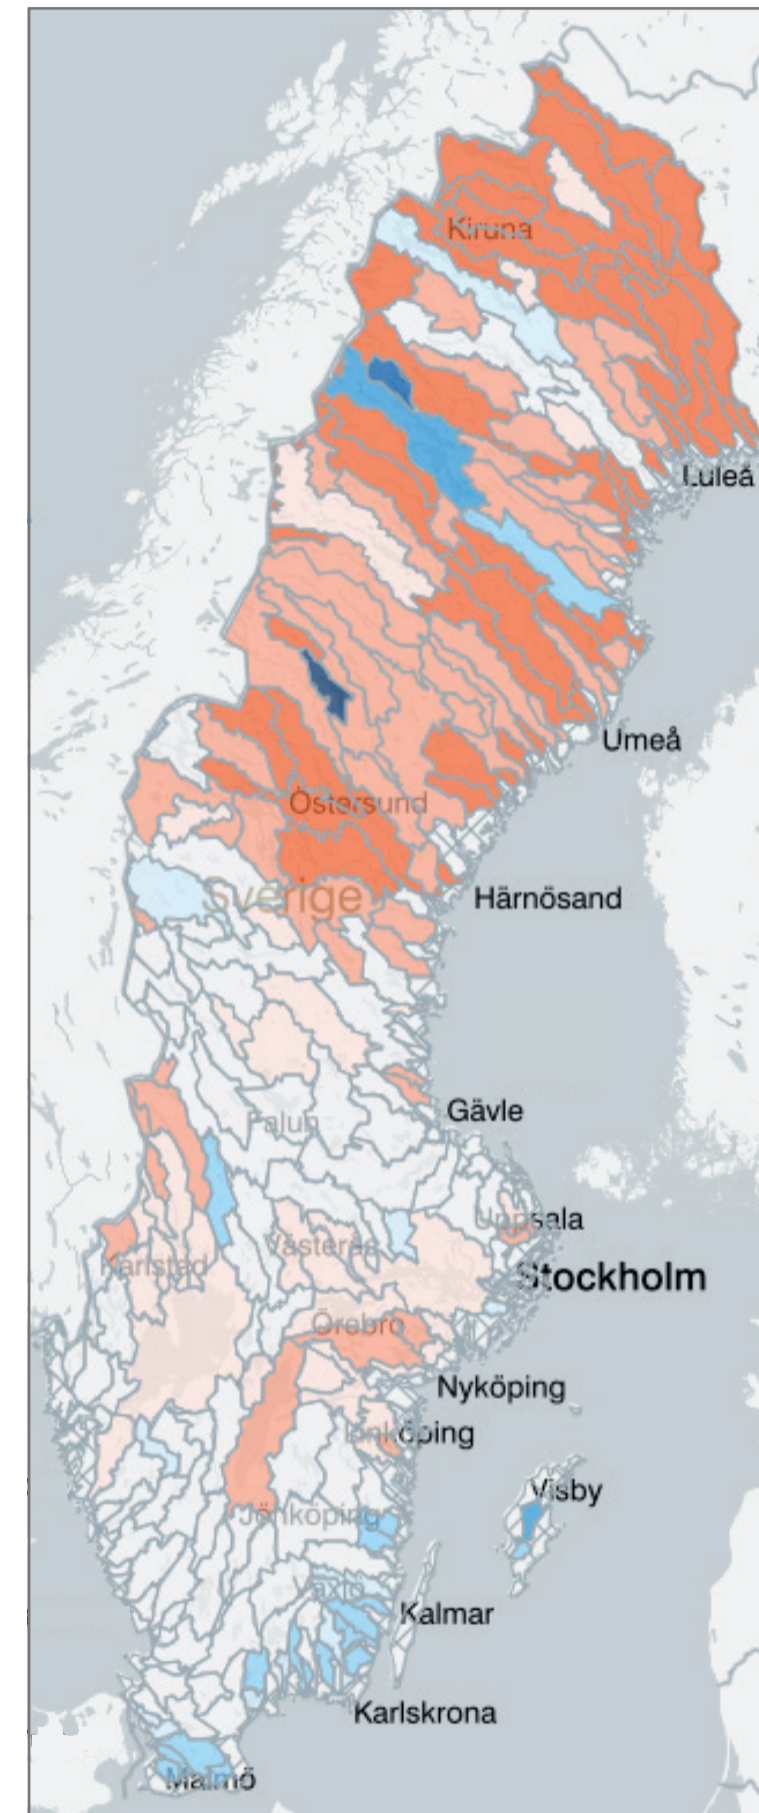 Kiruna
Luleå
Umeå
Östersund
Sverige
Härnösand
Gävle
Falun
Uppsala
Västerås
Karlstad
Stockholm
Örebro
Nyköping
Linköping
Visby
Jönköping
Växjö
Kalmar
Karlskrona
Malmö